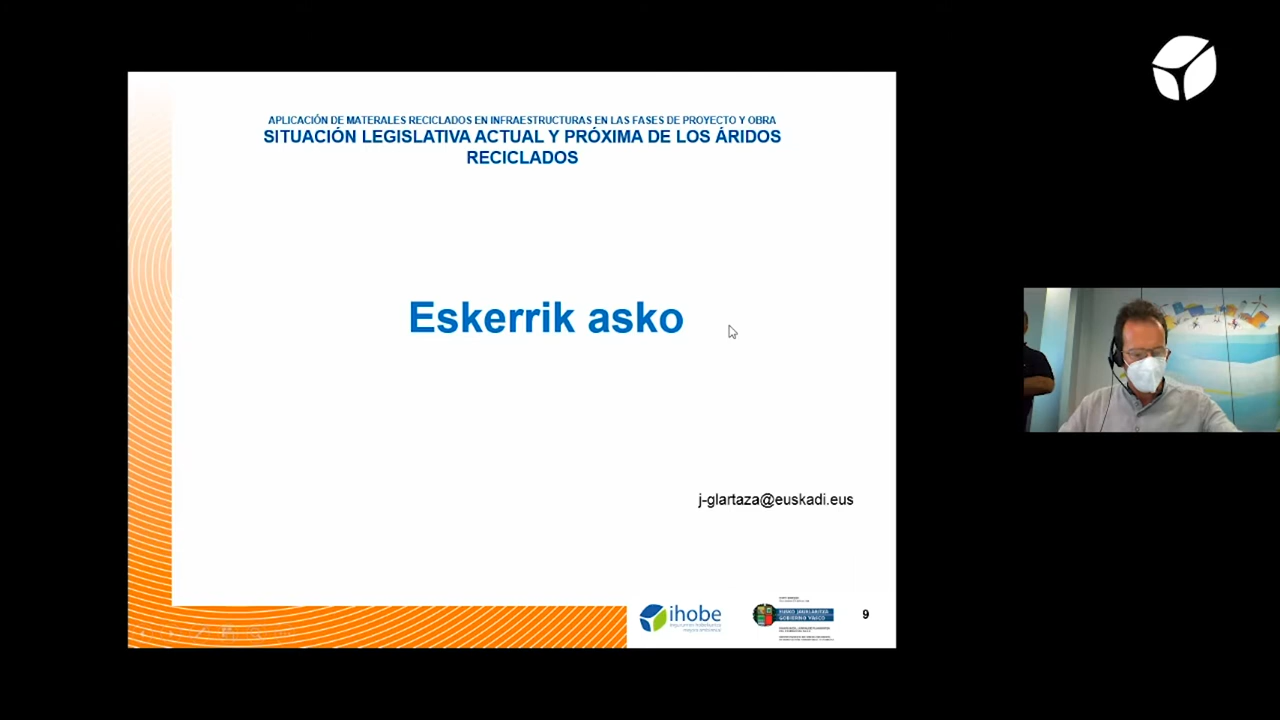 APLICACIÓN DE MATERIALES RECICLADOS EN INFRAESTRUCTURAS EN LAS FASES DE PROYECTO Y OBRA
SITUACIÓN LEGISLATIVA ACTUAL Y PRÓXIMA DE LOS ÁRIDOS
RECICLADOS
Eskerrik asko
j-glartaza@euskadi.eus
ihobe
EUSKO JAURLARITZA
GOBIERNO VASCO
9